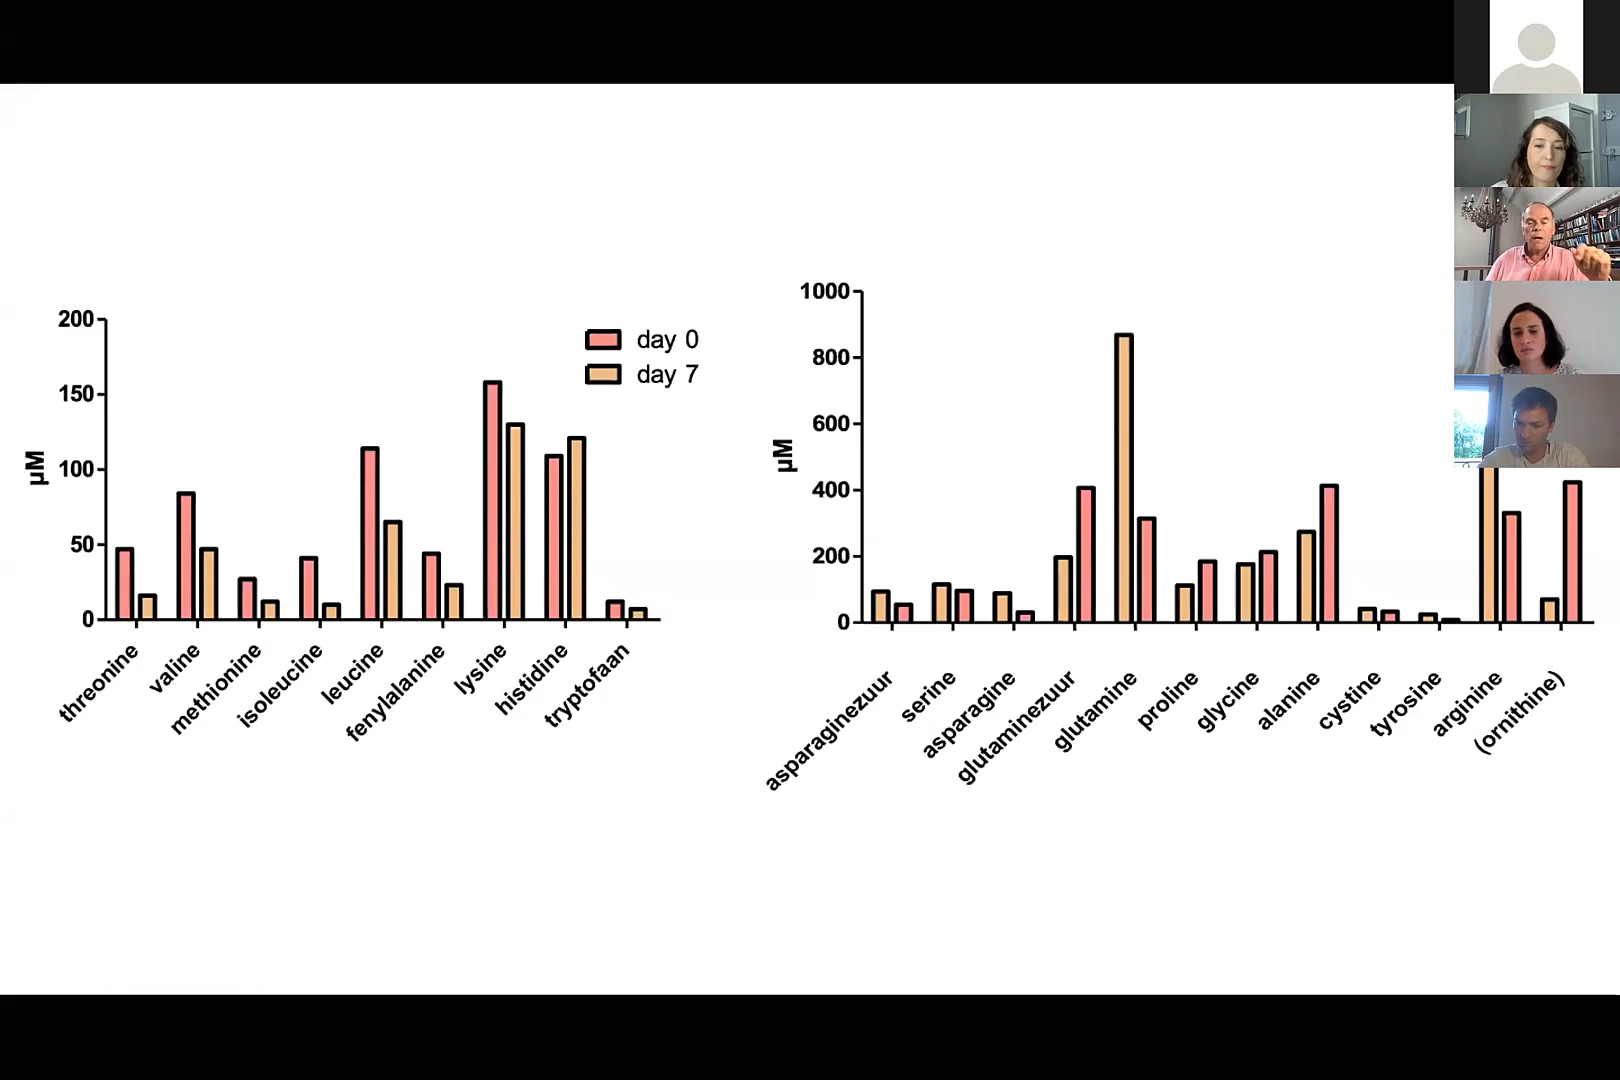 200
150
100
50
0
µM
day 0
day 7
threonine
valine
methionine
isoleucine
leucine
fenylalanine
lysine
histidine
tryptofaan
1000
800
600
400
200
0
µM
asparaginezuur
serine
asparagine
glutaminezuur
glutamine
proline
glycine
alanine
cystine
tyrosine
arginine
(ornithine)